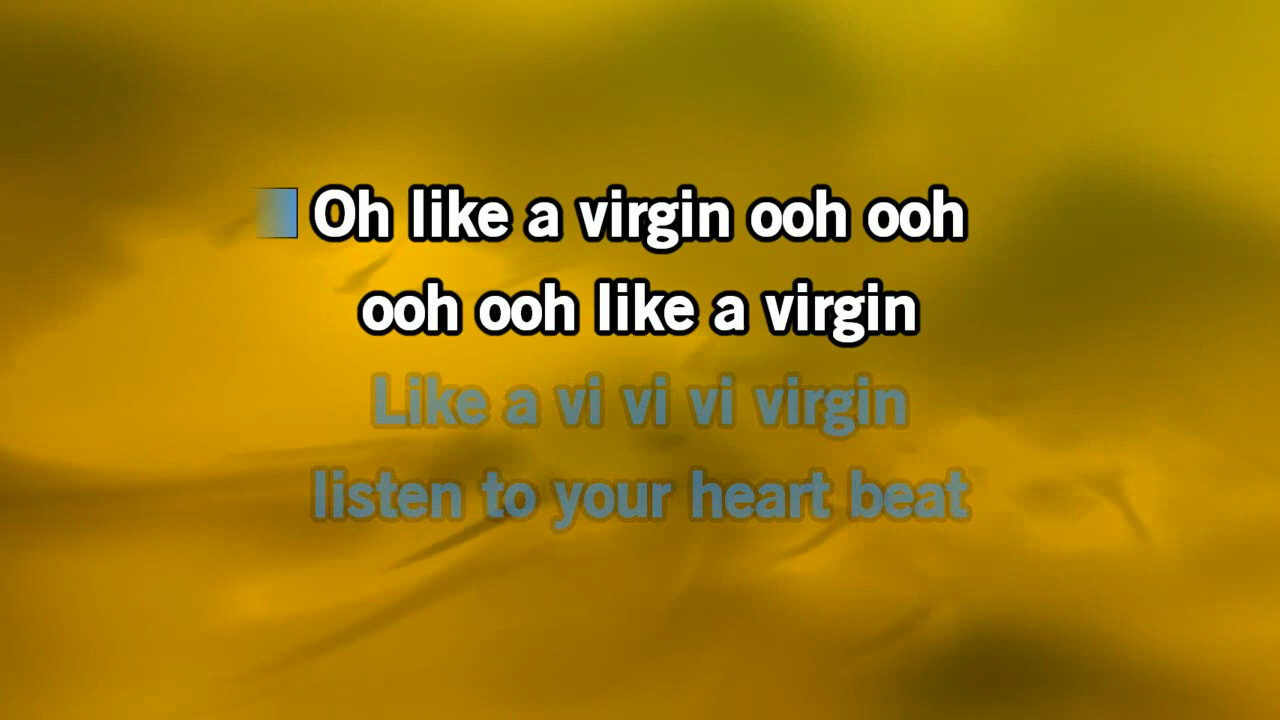 Oh like a virgin ooh ooh
ooh ooh like a virgin
Like a vi vi vi virgin
listen to your heart beat